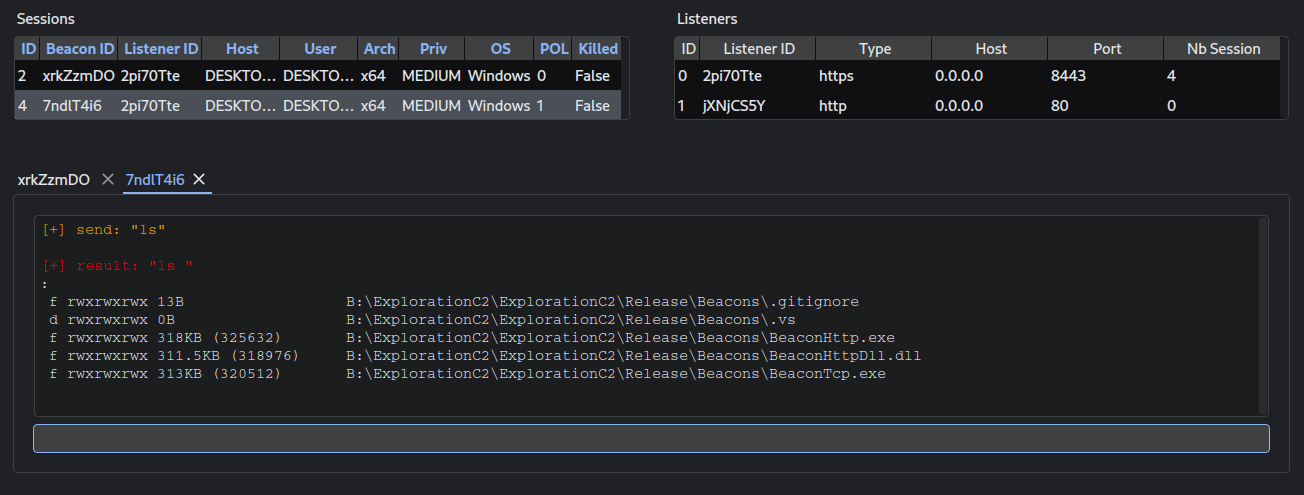 Sessions
ID Beacon ID Listener ID Host User Arch Priv OS POL Killed
2 xrkZzmDO 2pi70Tte DESKTO... DESKTO... x64 MEDIUM Windows 0 False
4 7ndlT4i6 2pi70Tte DESKTO... DESKTO... x64 MEDIUM Windows 1 False
Listeners
ID Listener ID Type Host Port Nb Session
0 2pi70Tte https 0.0.0.0 8443 4
1 jXNjCS5Y http 0.0.0.0 80 0
xrkZzmDO 7ndlT4i6
[+] send: "ls"
[+] result: "ls "
:
f rwxrwxrwx 13B B:\ExplorationC2\ExplorationC2\Release\Beacons\.gitignore
d rwxrwxrwx 0B B:\ExplorationC2\ExplorationC2\Release\Beacons\.vs
f rwxrwxrwx 318KB (325632) B:\ExplorationC2\ExplorationC2\Release\Beacons\BeaconHttp.exe
f rwxrwxrwx 311.5KB (318976) B:\ExplorationC2\ExplorationC2\Release\Beacons\BeaconHttpDll.dll
f rwxrwxrwx 313KB (320512) B:\ExplorationC2\ExplorationC2\Release\Beacons\BeaconTcp.exe